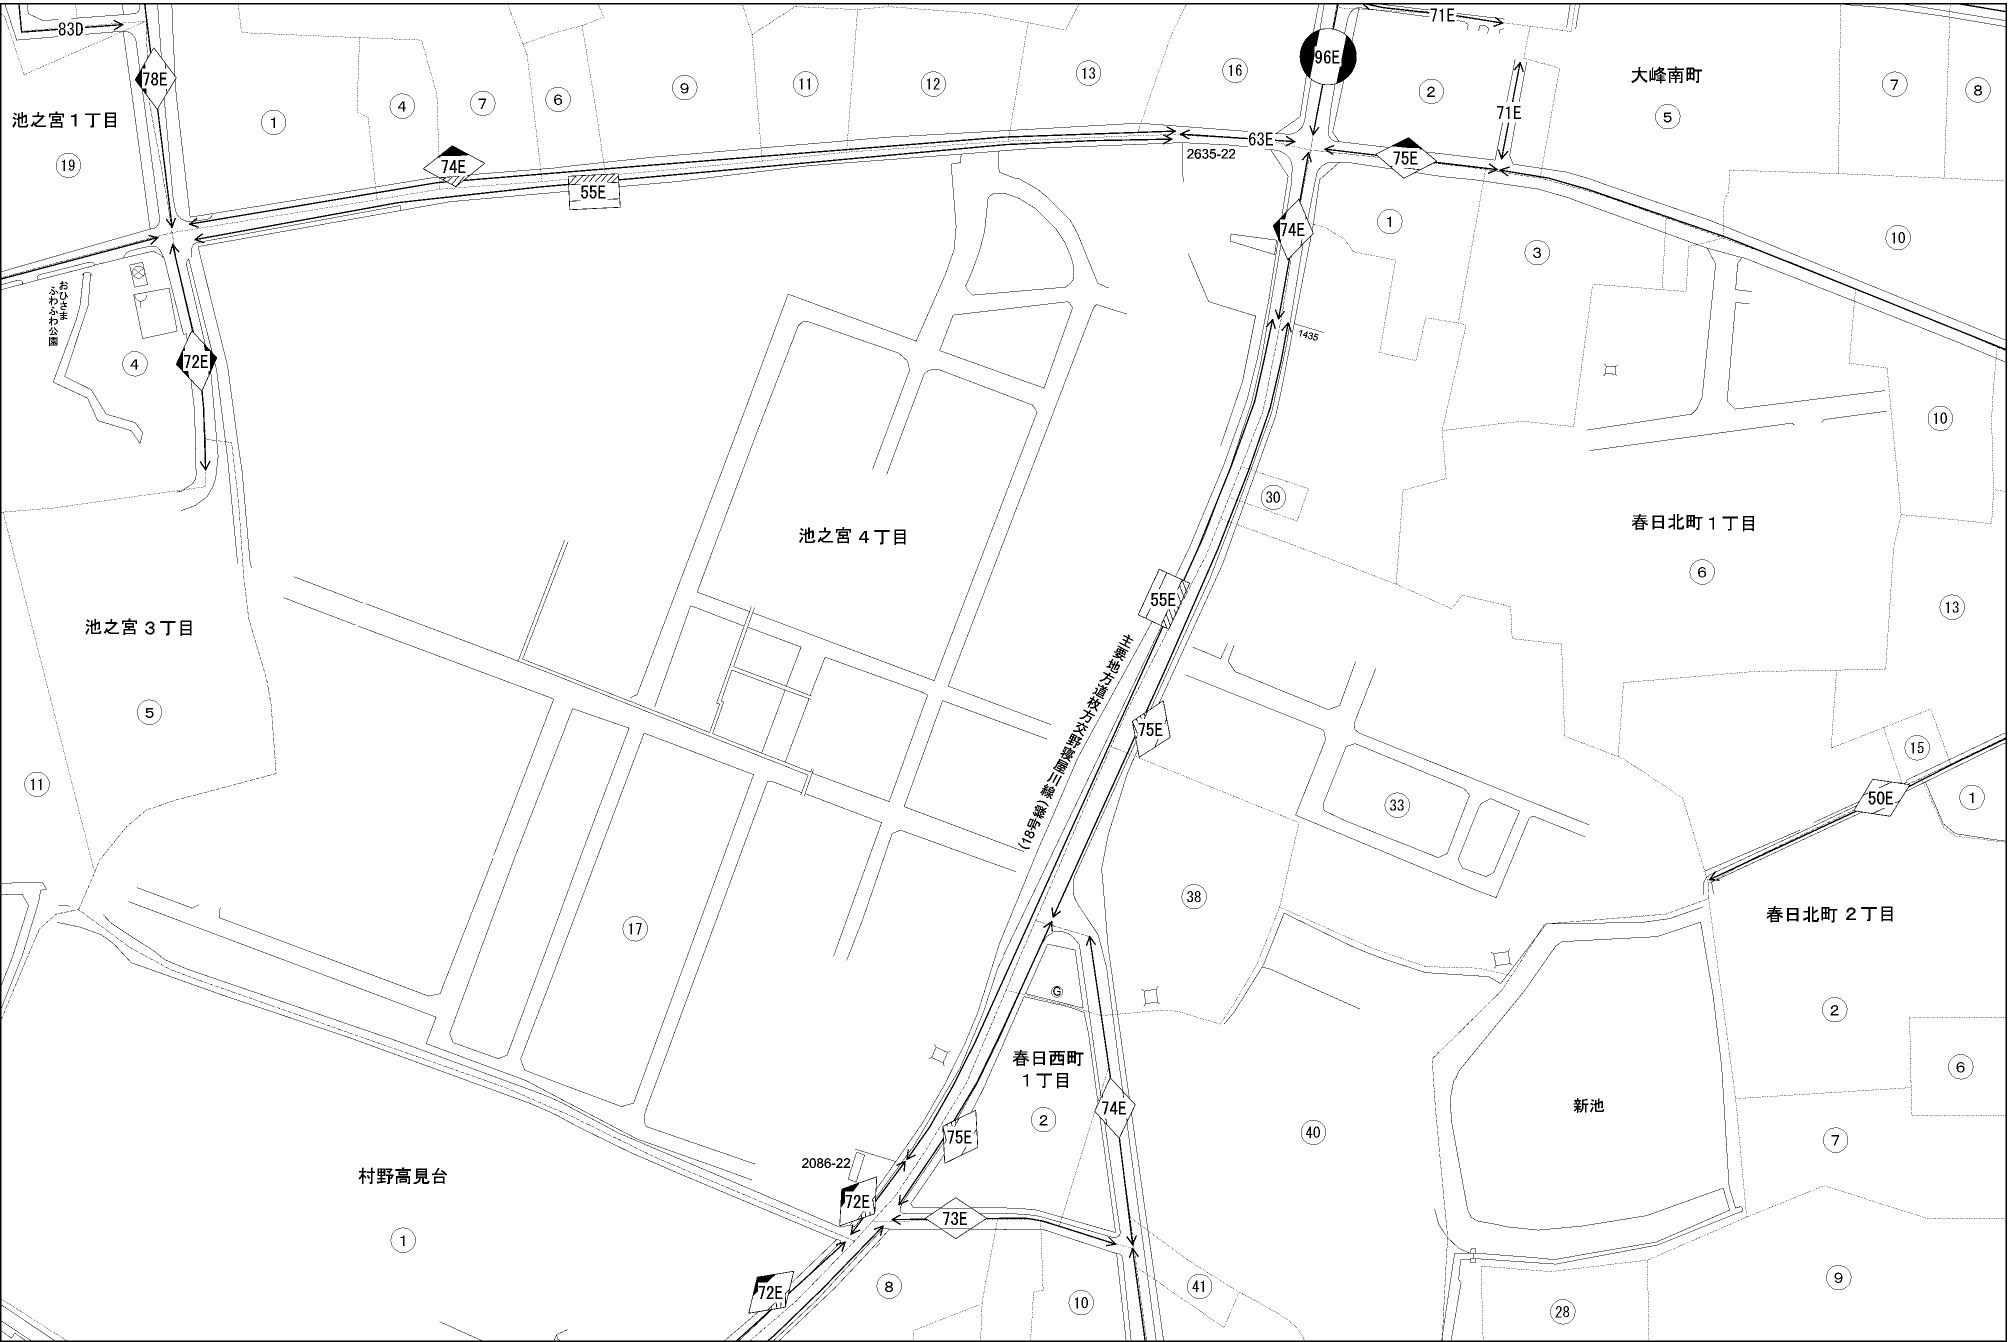 83D
71E
78E
96E
13
16
11
12
9
6
7
4
1
2
大峰南町
5
7
8
池之宮1丁目
19
71E
63E
2635-22
75E
74E
55E
74E
1
3
10
おひさま
ふわふわ公園
4
72E
1435
10
30
池之宮4丁目
春日北町1丁目
6
13
55E
池之宮3丁目
5
主要地方道枚方交野寝屋川線
(18号線)
75E
15
11
50E
1
33
38
17
春日北町2丁目
2
G
春日西町
1丁目
2
74E
75E
新池
40
6
7
2086-22
村野高見台
1
72E
73E
72E
8
10
41
9
28